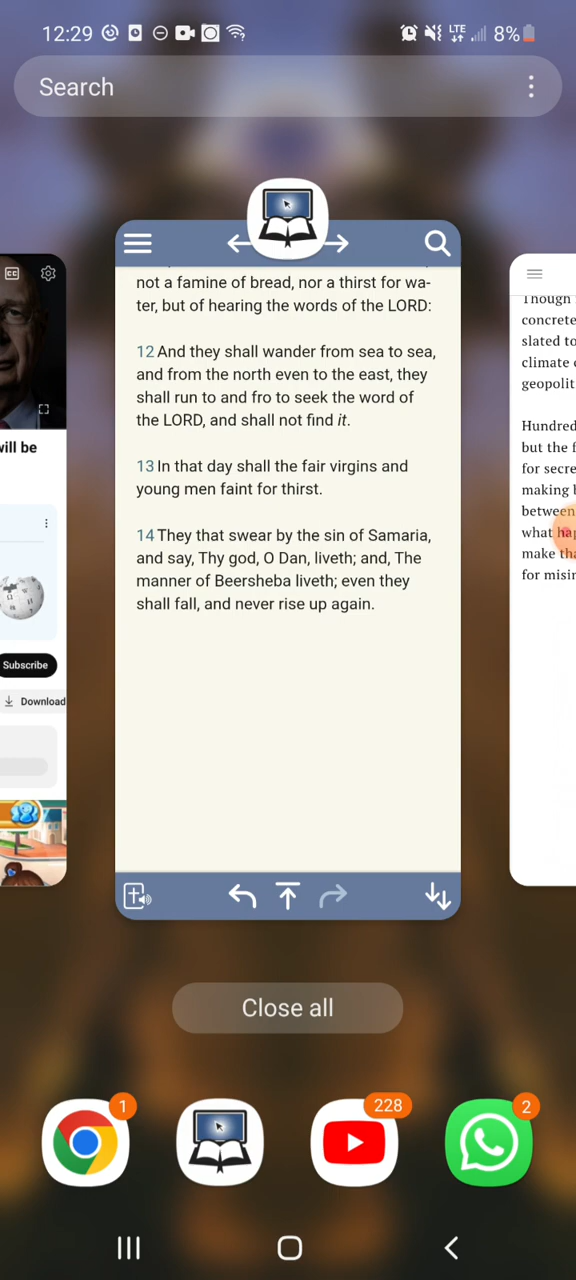 12:29
LTE
8%
Search
CC
will be
Subscribe
Download
not a famine of bread, nor a thirst for wa-
ter, but of hearing the words of the LORD:
12 And they shall wander from sea to sea,
and from the north even to the east, they
shall run to and fro to seek the word of
the LORD, and shall not find it.
13 In that day shall the fair virgins and
young men faint for thirst.
14 They that swear by the sin of Samaria,
and say, Thy god, O Dan, liveth; and, The
manner of Beersheba liveth; even they
shall fall, and never rise up again.
Though
concrete
slated to
climate
geopolit
Hundred
but the f
for secre
making
between
what hap
make tha
for misin
Close all
1
228
2